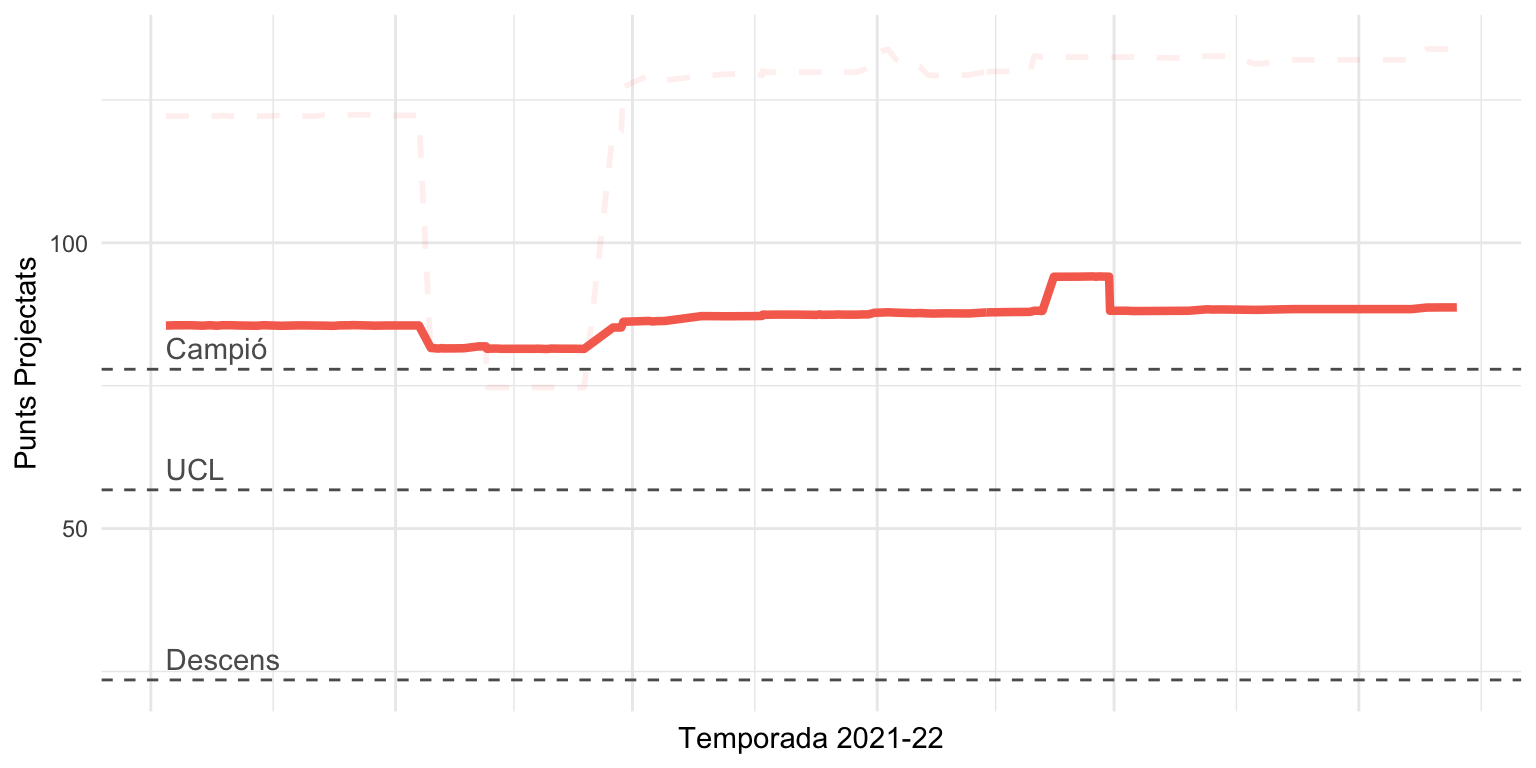 100
Punts Projectats
Campió
UCL
50
Descens
Temporada 2021-22